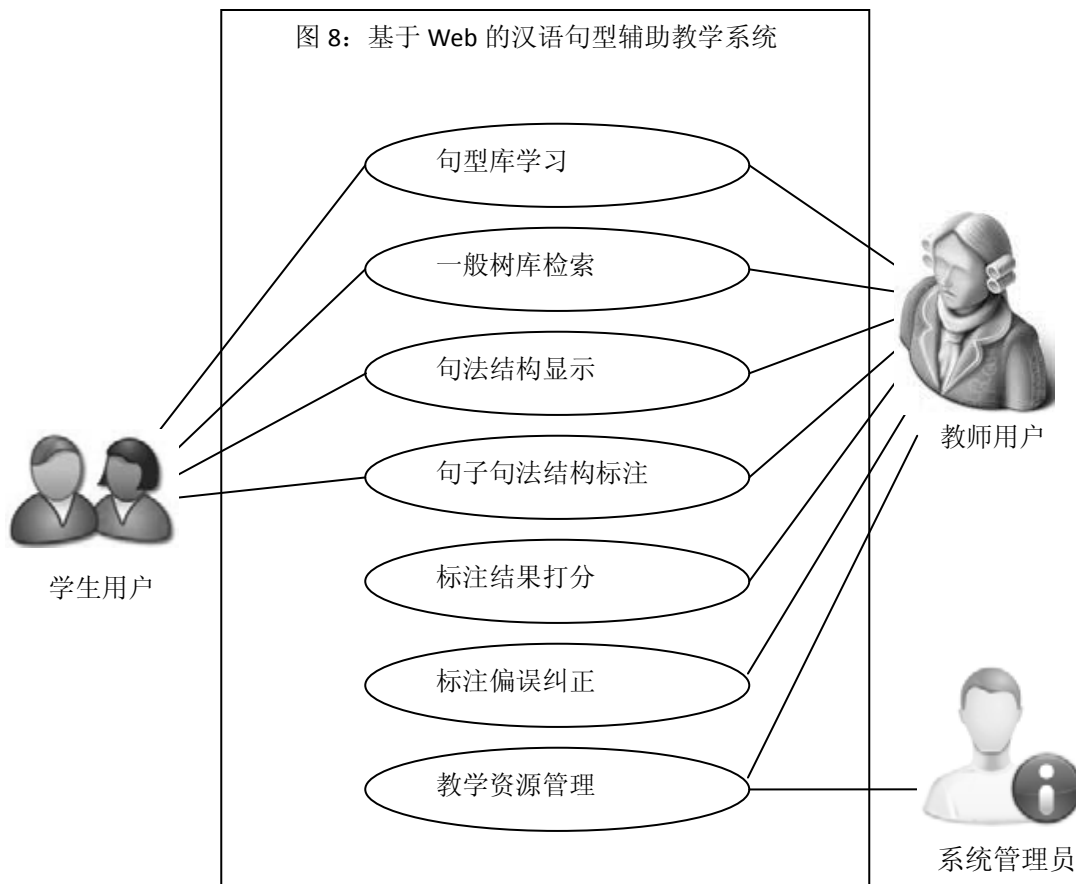 图 8：基于 Web 的汉语句型辅助教学系统
句型库学习
一般树库检索
句法结构显示
教师用户
句子句法结构标注
学生用户
标注结果打分
标注偏误纠正
教学资源管理
系统管理员